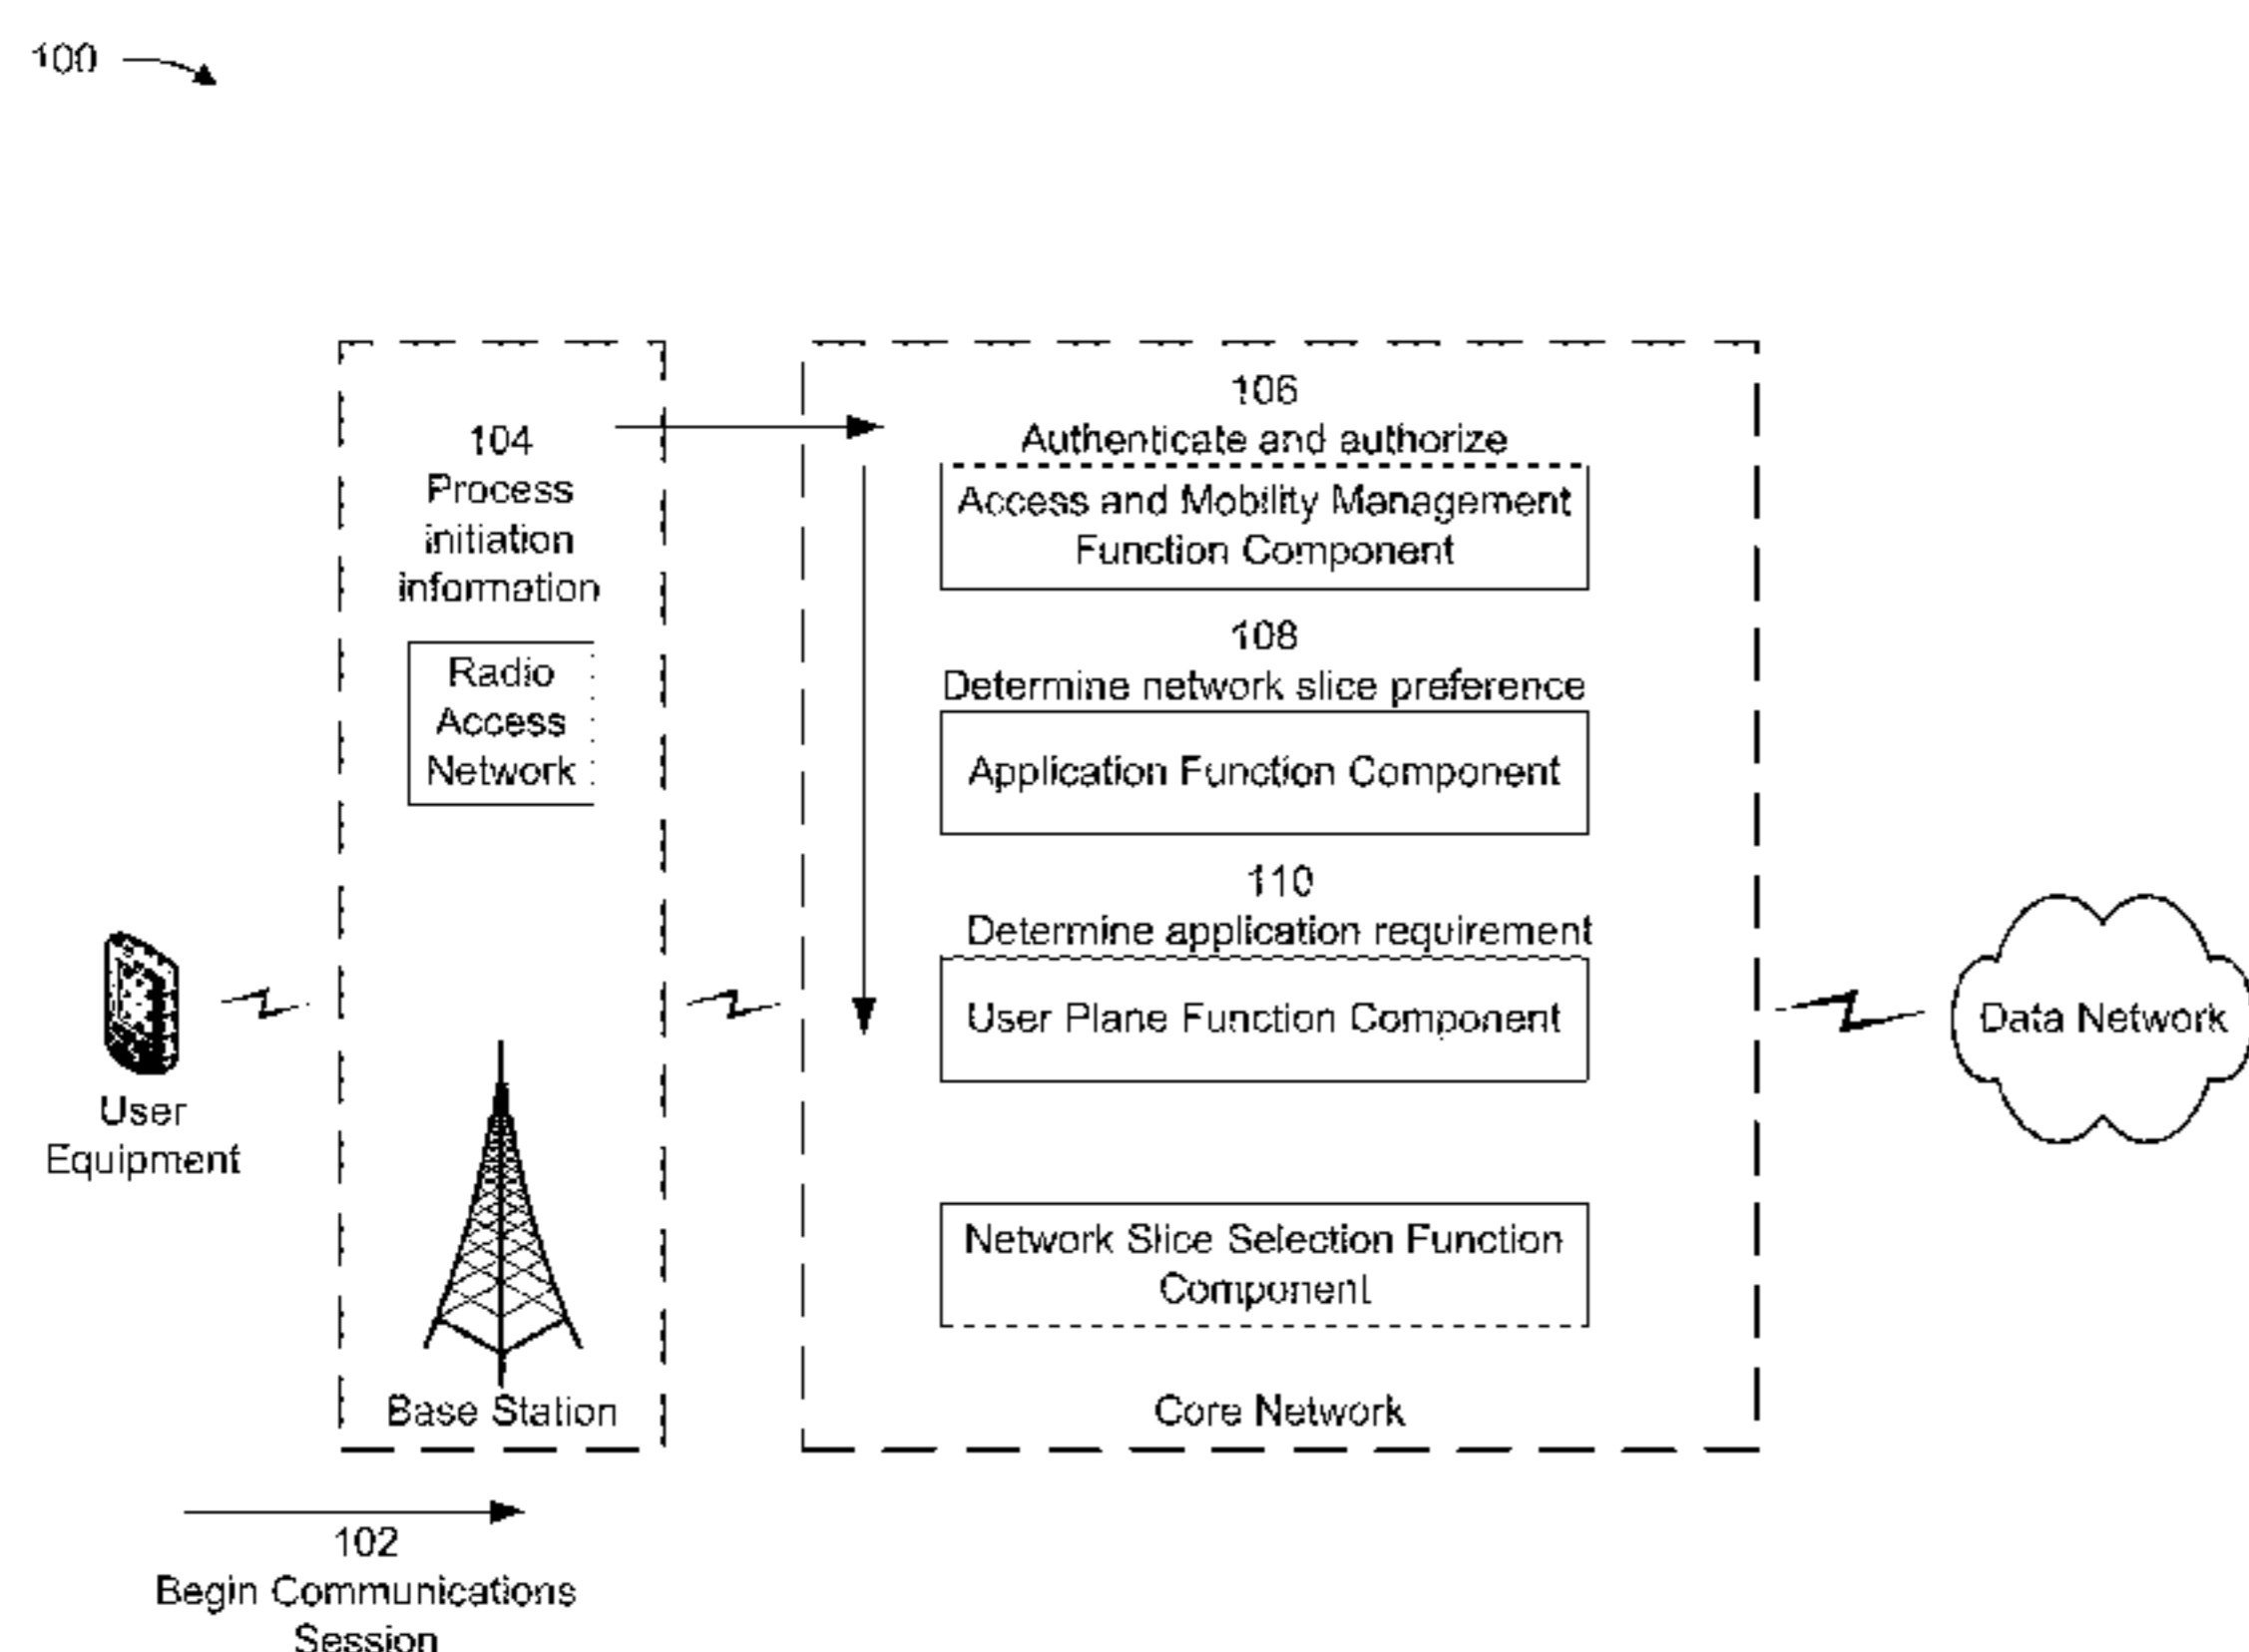 100
104
Process
initiation
information
Radio
Access
Network
106
Authenticate and authorize
Access and Mobility Management
Function Component
108
Determine network slice preference
Application Function Component
110
Determine application requirement
User Plane Function Component
Network Slice Selection Function
Component
Core Network
Base Station
User
Equipment
Data Network
102
Begin Communications
Session